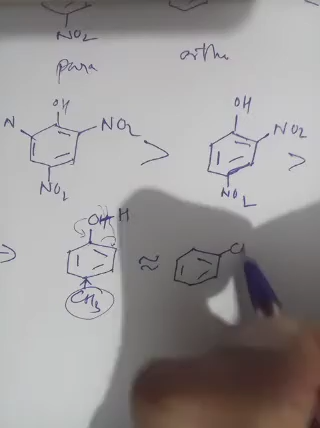 NO₂
para
ortho
OH
N NO₂ > OH NO₂ >
NO₂ NO₂
> OH H
CH₃ ≈